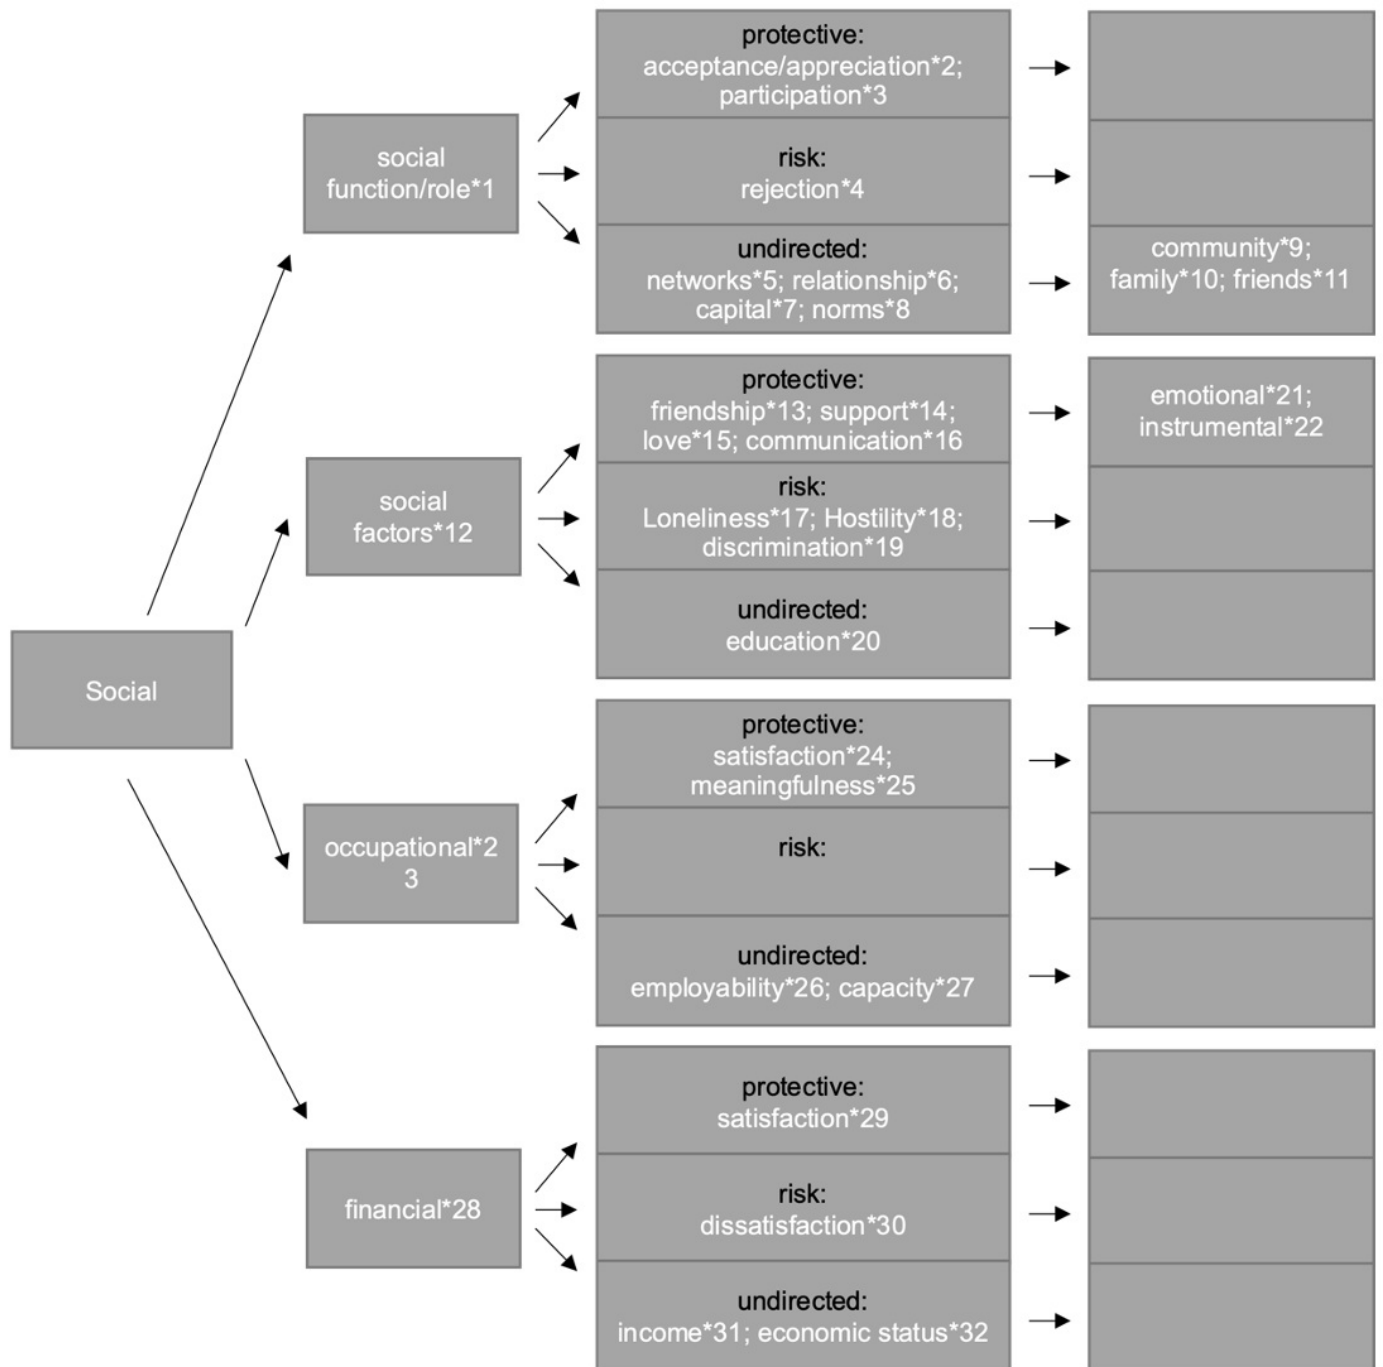 Social
social
function/role*1
protective:
acceptance/appreciation*2;
participation*3
risk:
rejection*4
undirected:
networks*5; relationship*6;
capital*7; norms*8
community*9;
family*10; friends*11
social
factors*12
protective:
friendship*13; support*14;
love*15; communication*16
emotional*21;
instrumental*22
risk:
Loneliness*17; Hostility*18;
discrimination*19
undirected:
education*20
occupational*2
3
protective:
satisfaction*24;
meaningfulness*25
risk:
undirected:
employability*26; capacity*27
financial*28
protective:
satisfaction*29
risk:
dissatisfaction*30
undirected:
income*31; economic status*32